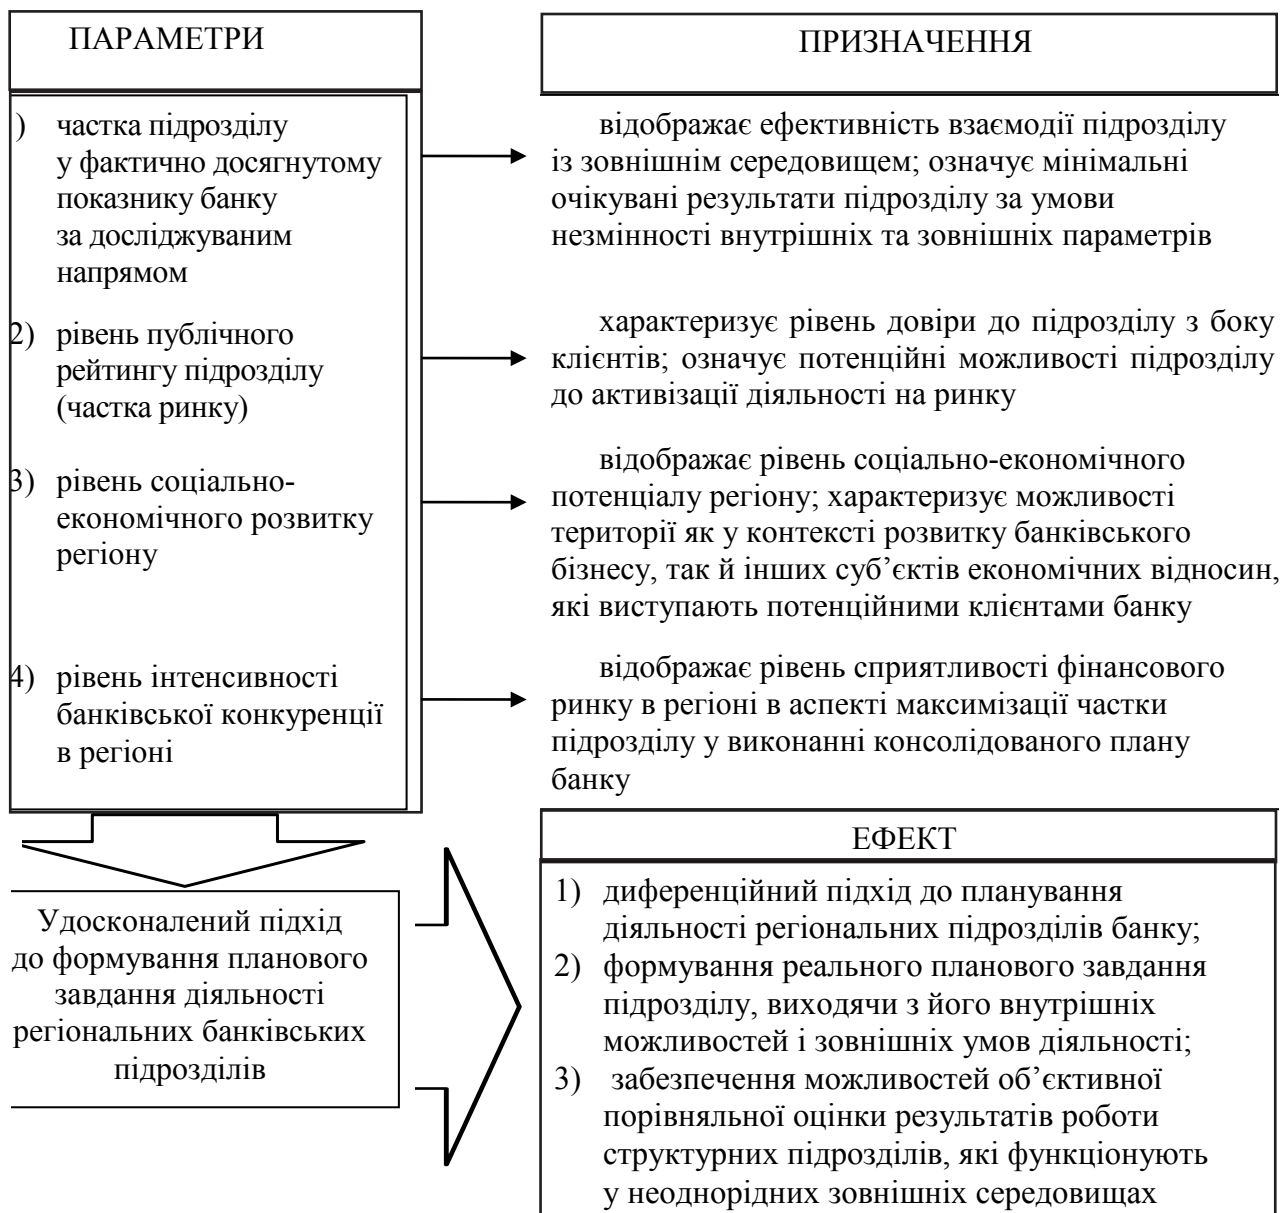 ПАРАМЕТРИ
ПРИЗНАЧЕННЯ
) частка підрозділу
у фактично досягнутому
показнику банку
за досліджуваним
напрямом
відображає ефективність взаємодії підрозділу
із зовнішнім середовищем; означує мінімальні
очікувані результати підрозділу за умови
незмінності внутрішніх та зовнішніх параметрів
2) рівень публічного
рейтингу підрозділу
(частка ринку)
характеризує рівень довіри до підрозділу з боку
клієнтів; означує потенційні можливості підрозділу
до активізації діяльності на ринку
3) рівень соціально-
економічного розвитку
регіону
відображає рівень соціально-економічного
потенціалу регіону; характеризує можливості
території як у контексті розвитку банківського
бізнесу, так й інших суб’єктів економічних відносин,
які виступають потенційними клієнтами банку
4) рівень інтенсивності
банківської конкуренції
в регіоні
відображає рівень сприятливості фінансового
ринку в регіоні в аспекті максимізації частки
підрозділу у виконанні консолідованого плану
банку
Удосконалений підхід
до формування планового
завдання діяльності
регіональних банківських
підрозділів
ЕФЕКТ
1) диференційний підхід до планування
діяльності регіональних підрозділів банку;
2) формування реального планового завдання
підрозділу, виходячи з його внутрішніх
можливостей і зовнішніх умов діяльності;
3) забезпечення можливостей об’єктивної
порівняльної оцінки результатів роботи
структурних підрозділів, які функціонують
у неоднорідних зовнішніх середовищах